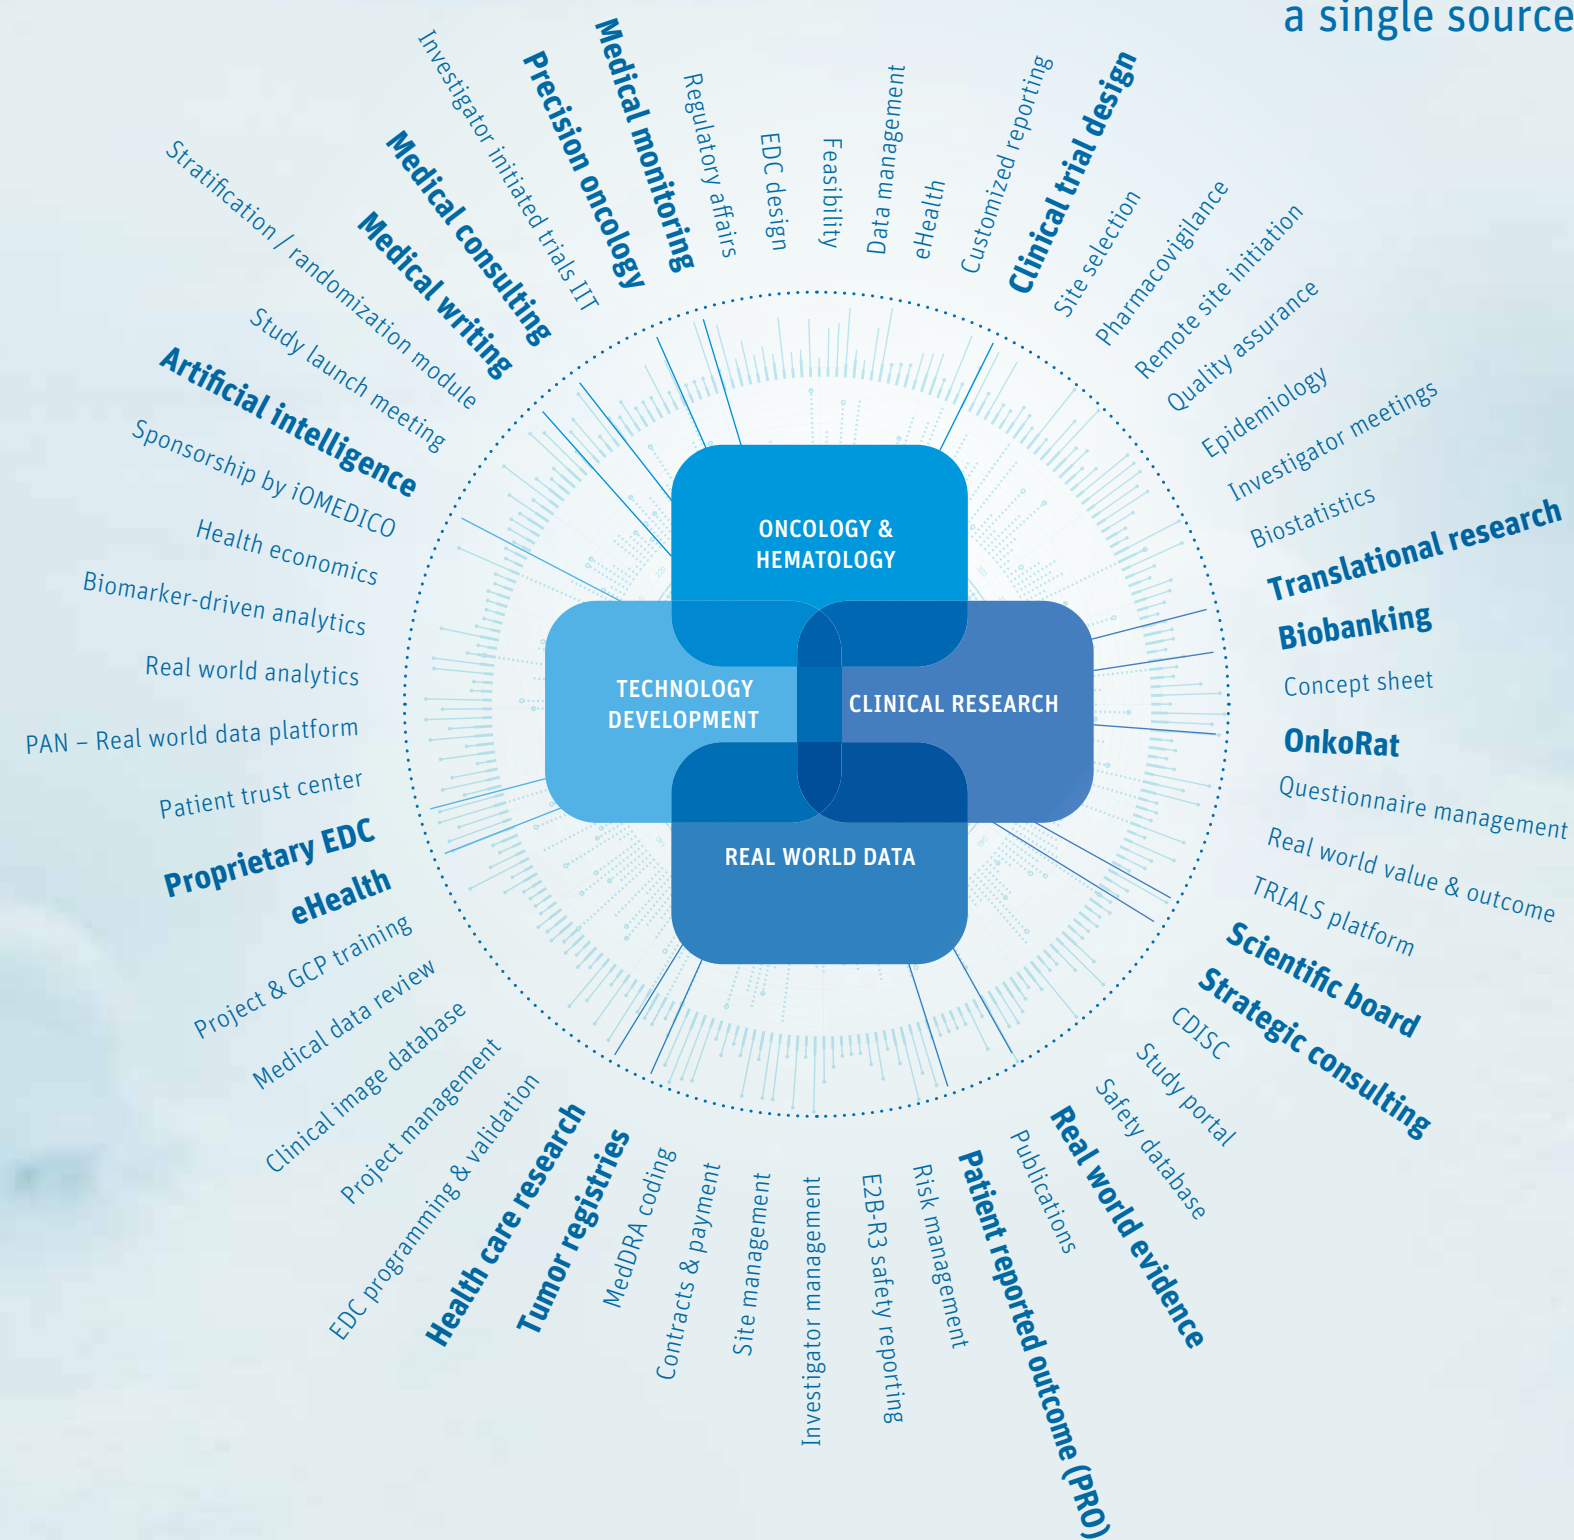 a single source
Medical monitoring
Regulatory affairs
EDC design
Feasibility
Data management
eHealth
Customized reporting
Clinical trial design
Site selection
Pharmacovigilance
Remote site initiation
Quality assurance
Epidemiology
Investigator meetings
Biostatistics
Translational research
Biobanking
Concept sheet
OnkoRat
Questionnaire management
Real world value & outcome
TRIALS platform
Scientific board
Strategic consulting
CDISC
Study portal
Safety database
Real world evidence
Publications
Patient reported outcome (PRO)
Risk management
E2B-R3 safety reporting
Investigator management
Site management
Contracts & payment
MedDRA coding
Tumor registries
Health care research
EDC programming & validation
Project management
Clinical image database
Medical data review
Project & GCP training
eHealth
Proprietary EDC
Patient trust center
PAN – Real world data platform
Real world analytics
Biomarker-driven analytics
Health economics
Sponsorship by iOMEDICO
Artificial intelligence
Study launch meeting
Stratification / randomization module
Medical writing
Medical consulting
Investigator initiated trials IIT
Precision oncology
ONCOLOGY &
HEMATOLOGY
TECHNOLOGY
DEVELOPMENT
CLINICAL RESEARCH
REAL WORLD DATA